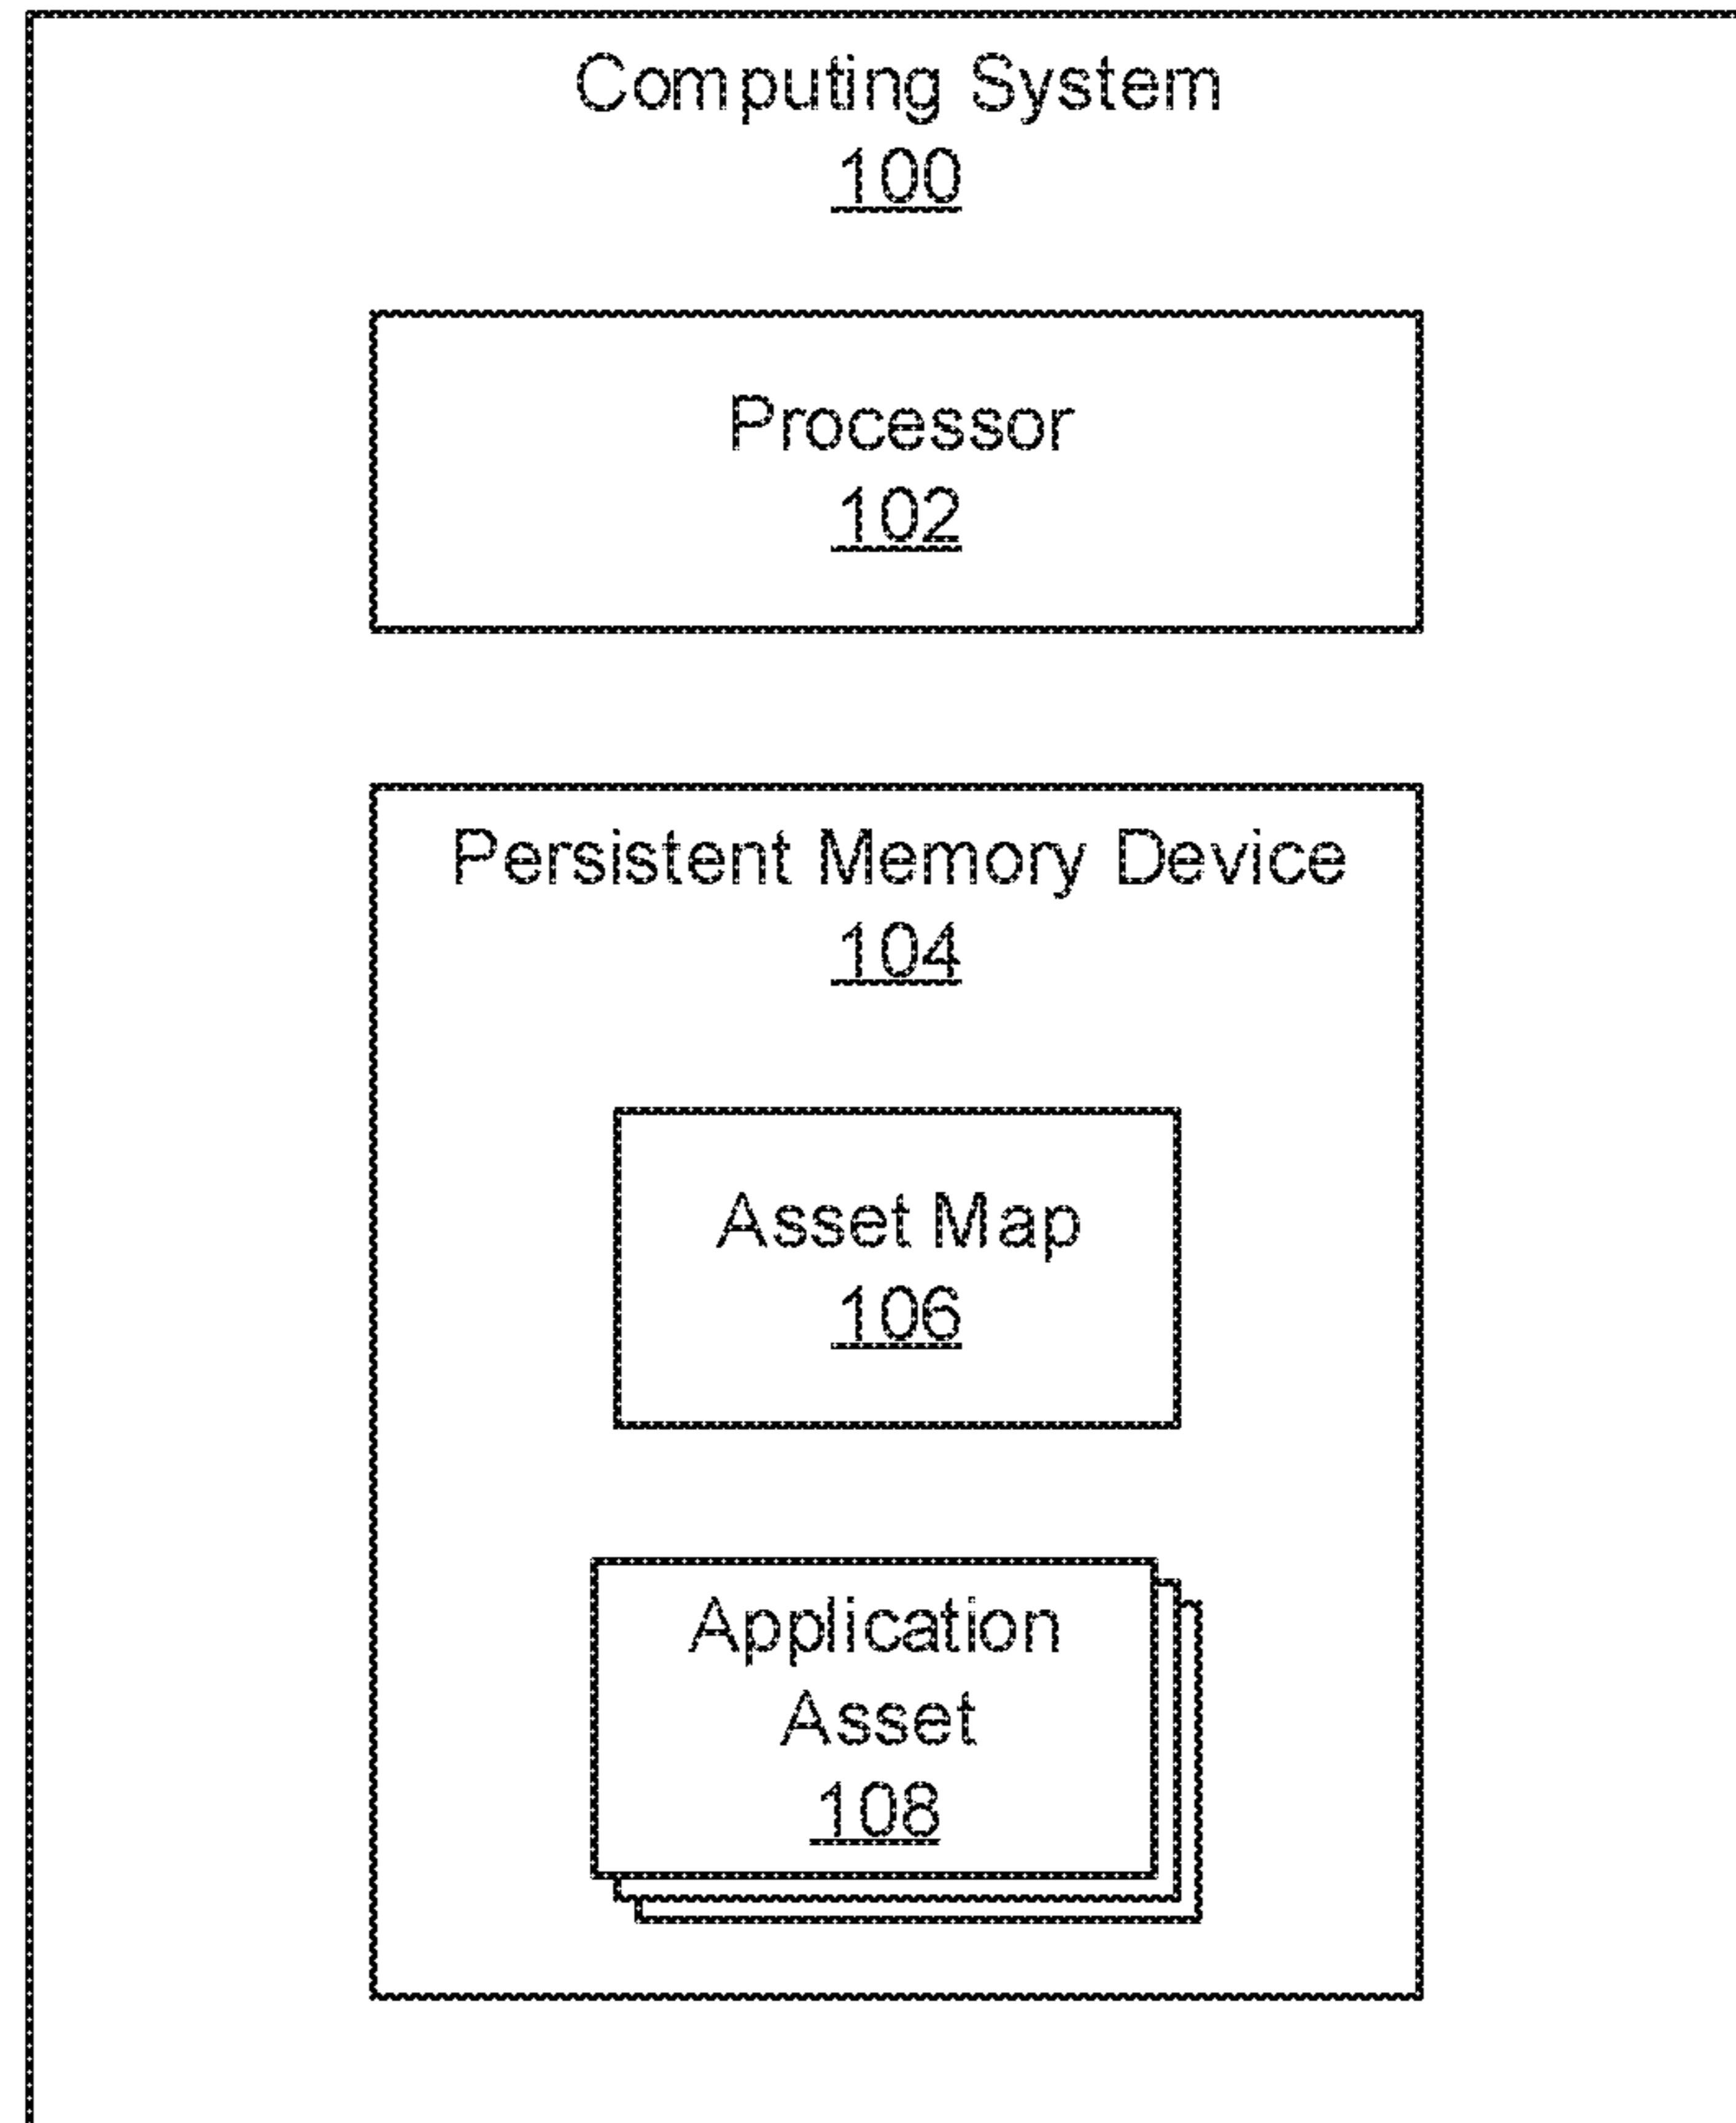 Computing System
100
Processor
102
Persistent Memory Device
104
Asset Map
106
Application
Asset
108